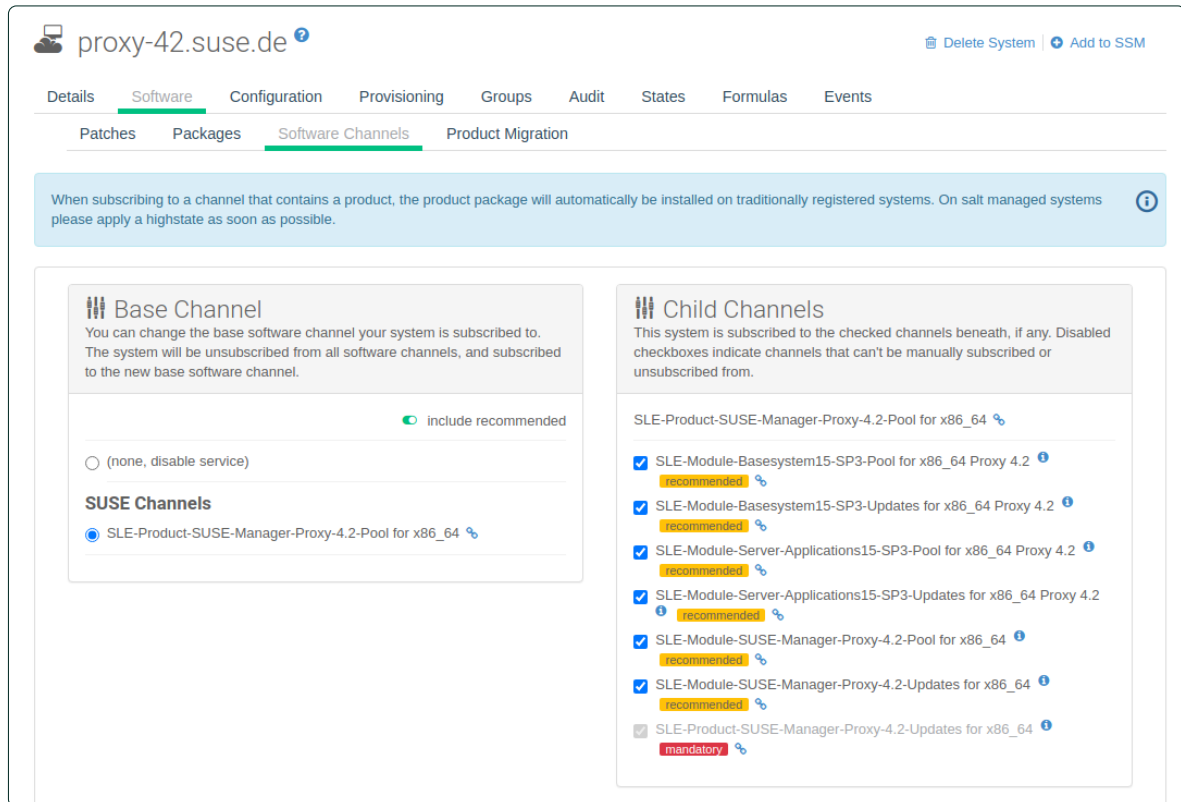 proxy-42.suse.de
Delete System
Add to SSM
Details Software Configuration Provisioning Groups Audit States Formulas Events
Patches Packages Software Channels Product Migration
When subscribing to a channel that contains a product, the product package will automatically be installed on traditionally registered systems. On salt managed systems
please apply a highstate as soon as possible.
Base Channel
You can change the base software channel your system is subscribed to.
The system will be unsubscribed from all software channels, and subscribed
to the new base software channel.
include recommended
(none, disable service)
SUSE Channels
SLE-Product-SUSE-Manager-Proxy-4.2-Pool for x86_64
Child Channels
This system is subscribed to the checked channels beneath, if any. Disabled
checkboxes indicate channels that can't be manually subscribed or
unsubscribed from.
SLE-Product-SUSE-Manager-Proxy-4.2-Pool for x86_64
SLE-Module-Basesystem15-SP3-Pool for x86_64 Proxy 4.2
recommended
SLE-Module-Basesystem15-SP3-Updates for x86_64 Proxy 4.2
recommended
SLE-Module-Server-Applications15-SP3-Pool for x86_64 Proxy 4.2
recommended
SLE-Module-Server-Applications15-SP3-Updates for x86_64 Proxy 4.2
recommended
SLE-Module-SUSE-Manager-Proxy-4.2-Pool for x86_64
recommended
SLE-Module-SUSE-Manager-Proxy-4.2-Updates for x86_64
recommended
SLE-Product-SUSE-Manager-Proxy-4.2-Updates for x86_64
mandatory